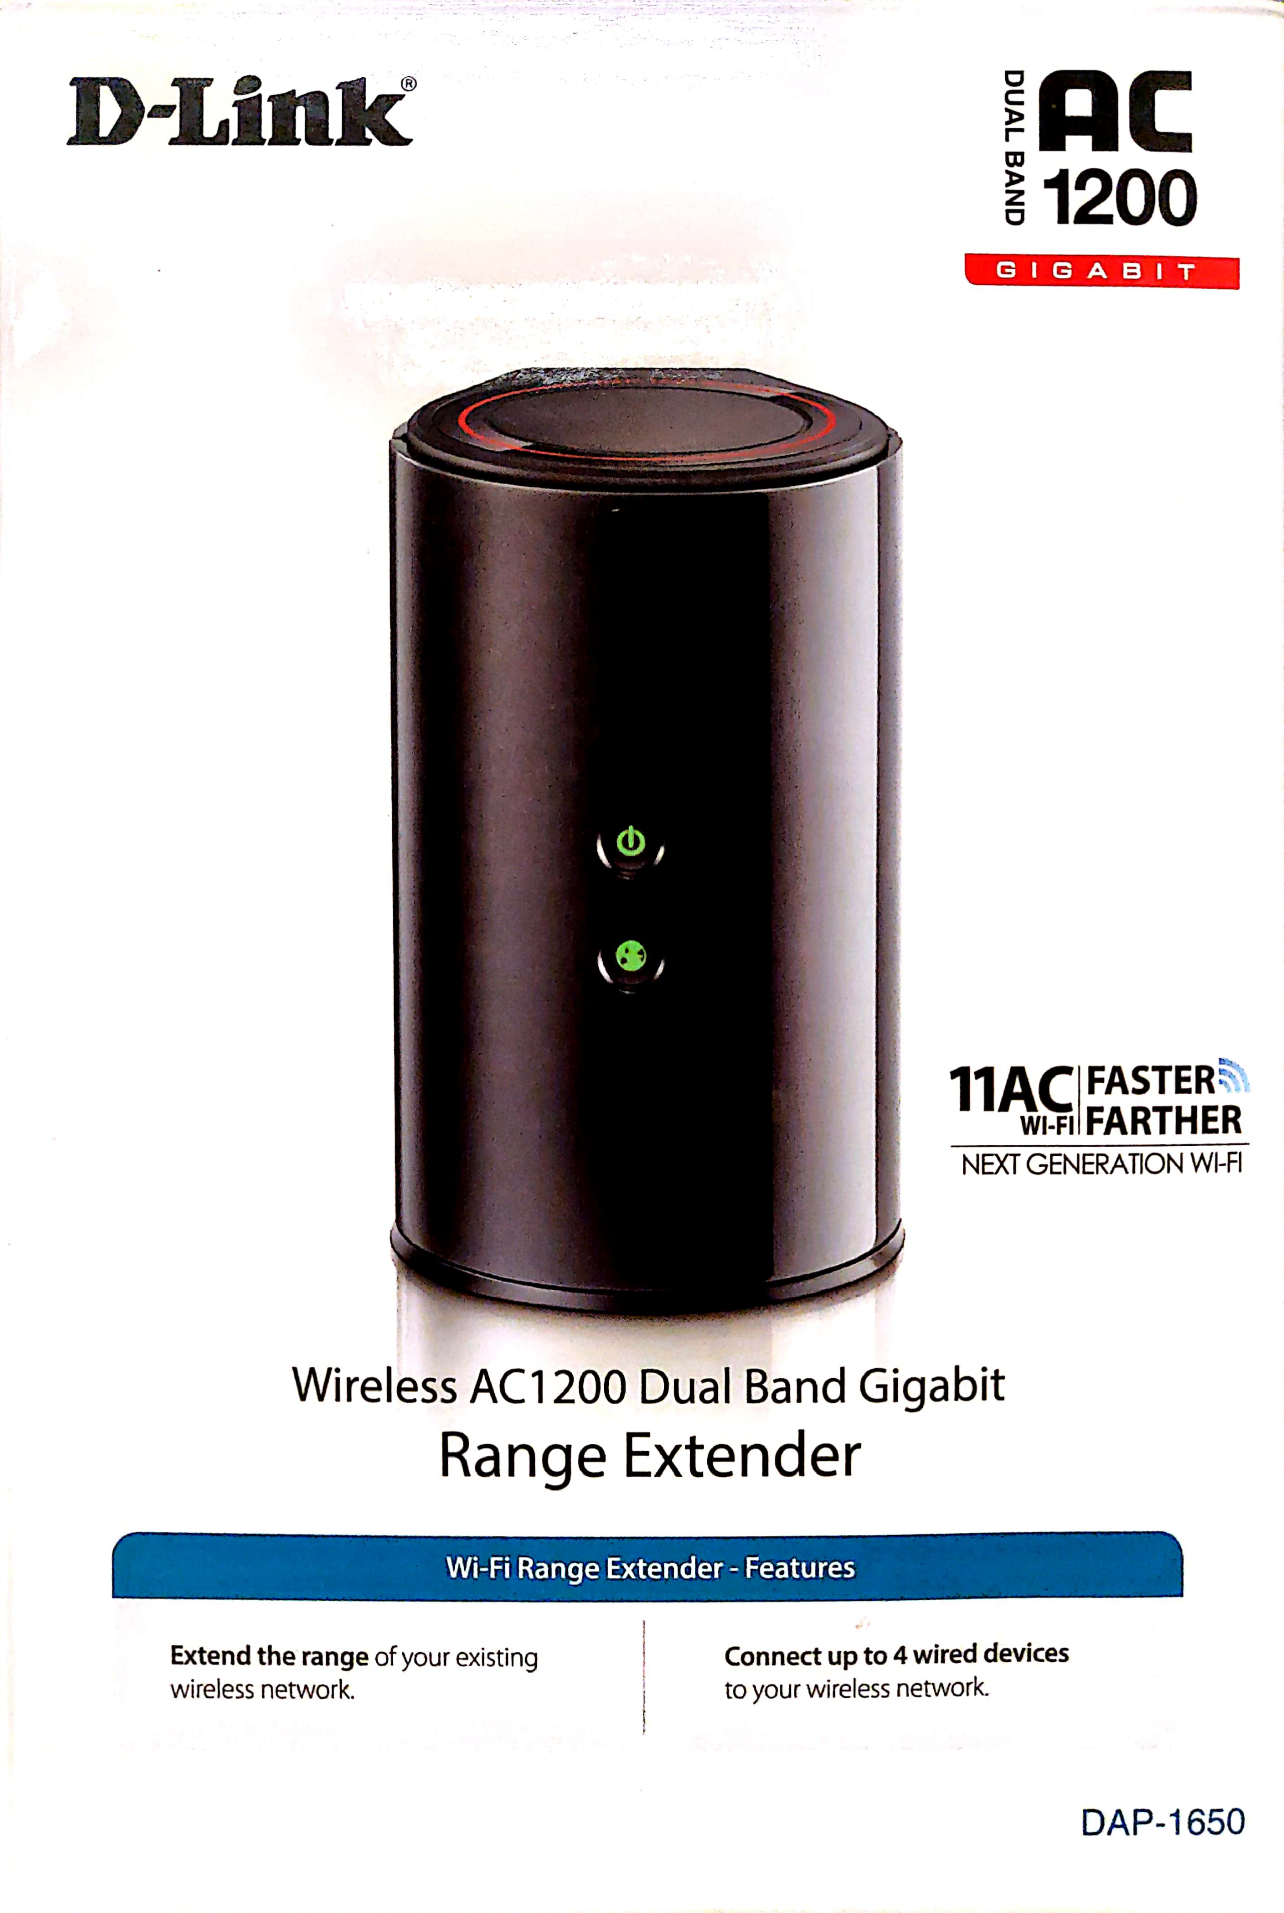 D-Link®
DUAL BAND
AC
1200
GIGABIT
11AC
WI-FI
FASTER
FARTHER
NEXT GENERATION WI-FI
Wireless AC1200 Dual Band Gigabit
Range Extender
Wi-Fi Range Extender - Features
Extend the range of your existing
wireless network.
Connect up to 4 wired devices
to your wireless network.
DAP-1650